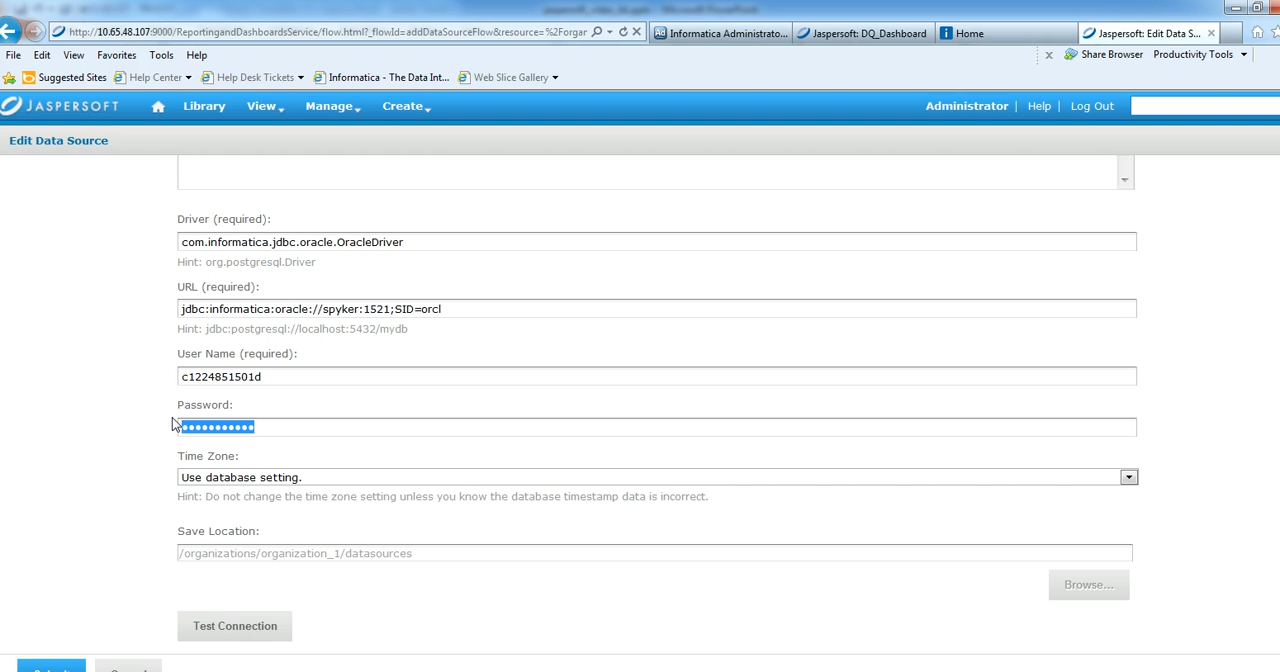 http://10.65.48.107:9000/ReportingandDashboardsService/flow.html?_flowId=addDataSourceFlow&resource=%2Forgar
Informatica Administrato...
Jaspersoft: DQ_Dashboard
Home
Jaspersoft: Edit Data S...
File Edit View Favorites Tools Help
x Share Browser Productivity Tools
Suggested Sites Help Center Help Desk Tickets Informatica - The Data Int... Web Slice Gallery
JASPERSOFT Library View Manage Create Administrator | Help | Log Out
Edit Data Source
Driver (required):
com.informatica.jdbc.oracle.OracleDriver
Hint: org.postgresql.Driver
URL (required):
jdbc:informatica:oracle://spyker:1521;SID=orcl
Hint: jdbc:postgresql://localhost:5432/mydb
User Name (required):
c1224851501d
Password:
•••••••••••
Time Zone:
Use database setting.
Hint: Do not change the time zone setting unless you know the database timestamp data is incorrect.
Save Location:
/organizations/organization_1/datasources
Browse...
Test Connection